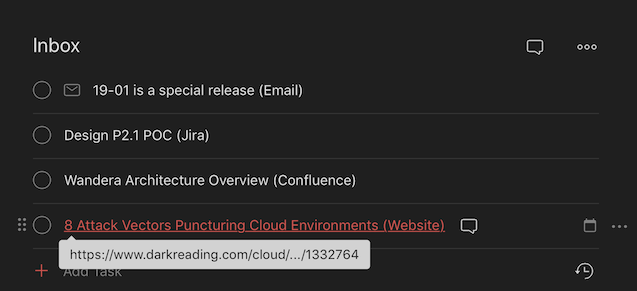 Inbox
19-01 is a special release (Email)
Design P2.1 POC (Jira)
Wandera Architecture Overview (Confluence)
8 Attack Vectors Puncturing Cloud Environments (Website)
https://www.darkreading.com/cloud/.../1332764
Add Task